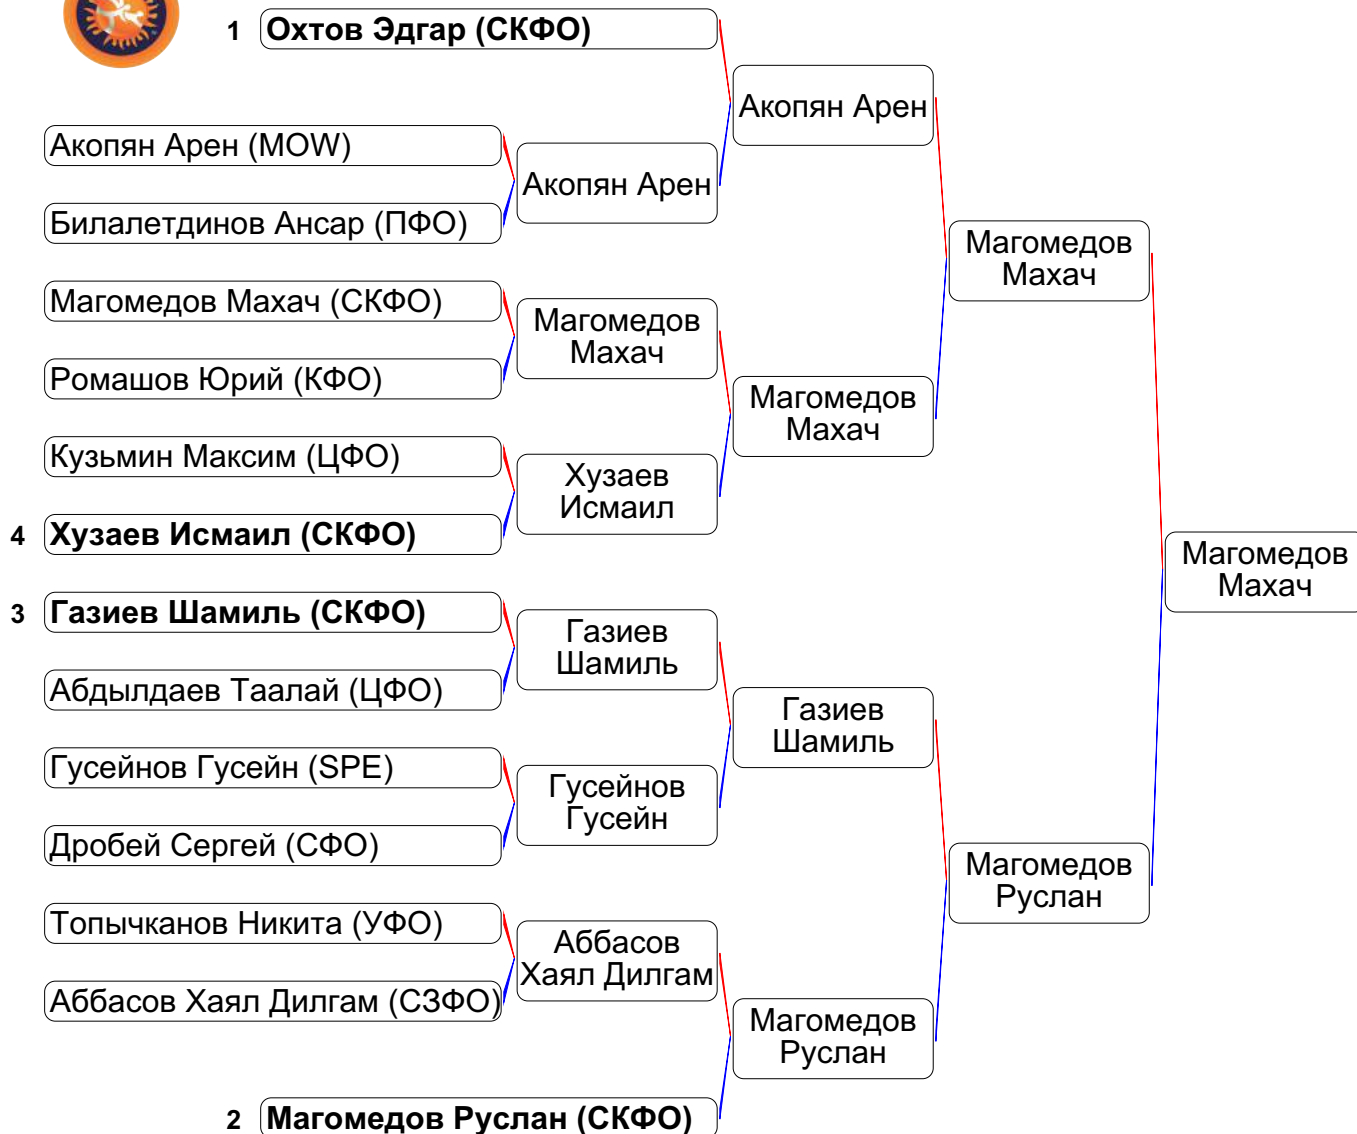 1 Охтов Эдгар (СКФО)
Акопян Арен
Акопян Арен (MOW)
Акопян Арен
Билалетдинов Ансар (ПФО)
Магомедов
Махач
Магомедов Махач (СКФО)
Магомедов
Махач
Ромашов Юрий (КФО)
Магомедов
Махач
Кузьмин Максим (ЦФО)
Хузаев
Исмаил
4 Хузаев Исмаил (СКФО)
Магомедов
Махач
3 Газиев Шамиль (СКФО)
Газиев
Шамиль
Абдылдаев Таалай (ЦФО)
Газиев
Шамиль
Гусейнов Гусейн (SPE)
Гусейнов
Гусейн
Дробей Сергей (СФО)
Магомедов
Руслан
Топычканов Никита (УФО)
Аббасов
Хаял Дилгам
Аббасов Хаял Дилгам (СЗФО)
Магомедов
Руслан
2 Магомедов Руслан (СКФО)